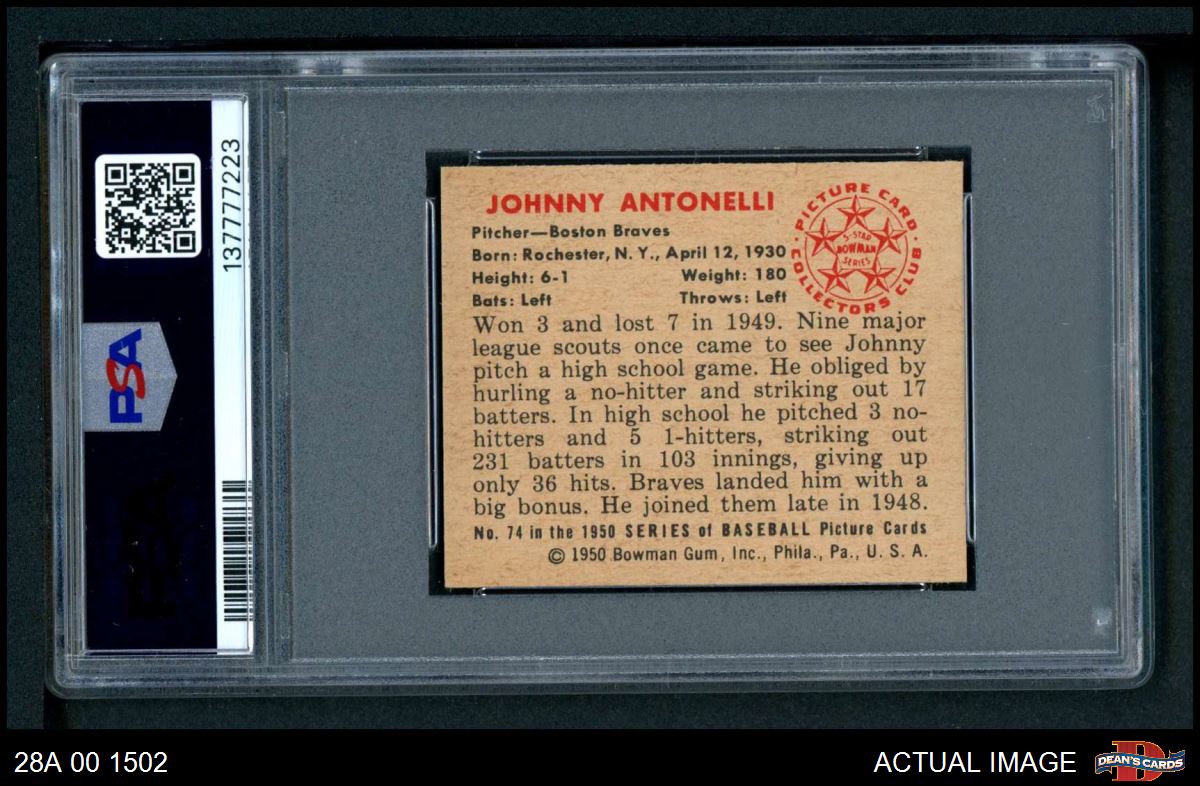 137777223
PSA
JOHNNY ANTONELLI
Pitcher—Boston Braves
Born: Rochester, N. Y., April 12, 1930
Height: 6-1 Weight: 180
Bats: Left Throws: Left
PICTURE CARD
COLLECTORS CLUB
5-STAR
BOWMAN
SERIES
Won 3 and lost 7 in 1949. Nine major
league scouts once came to see Johnny
pitch a high school game. He obliged by
hurling a no-hitter and striking out 17
batters. In high school he pitched 3 no-
hitters and 5 1-hitters, striking out
231 batters in 103 innings, giving up
only 36 hits. Braves landed him with a
big bonus. He joined them late in 1948.
No. 74 in the 1950 SERIES of BASEBALL Picture Cards
© 1950 Bowman Gum, Inc., Phila., Pa., U. S. A.
28A 00 1502
ACTUAL IMAGE
D
DEAN'S CARDS